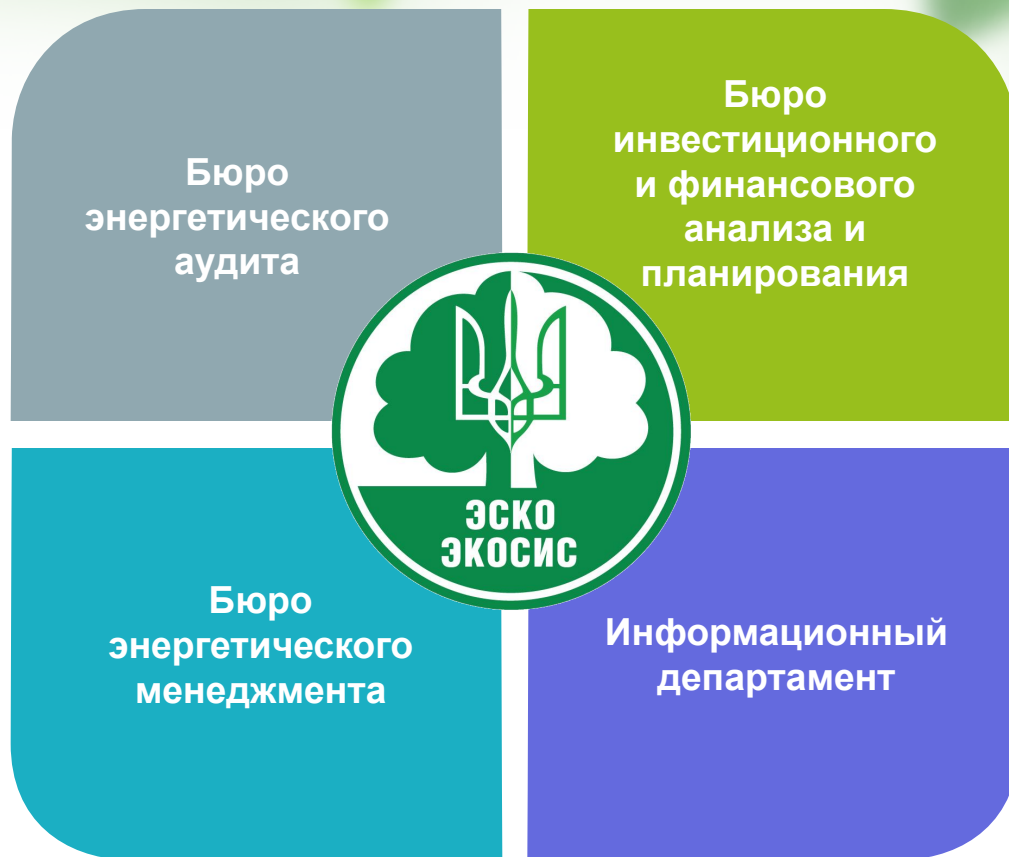 Бюро
энергетического
аудита
Бюро
инвестиционного
и финансового
анализа и
планирования
ЭСКО
ЭКОСИС
Бюро
энергетического
менеджмента
Информационный
департамент